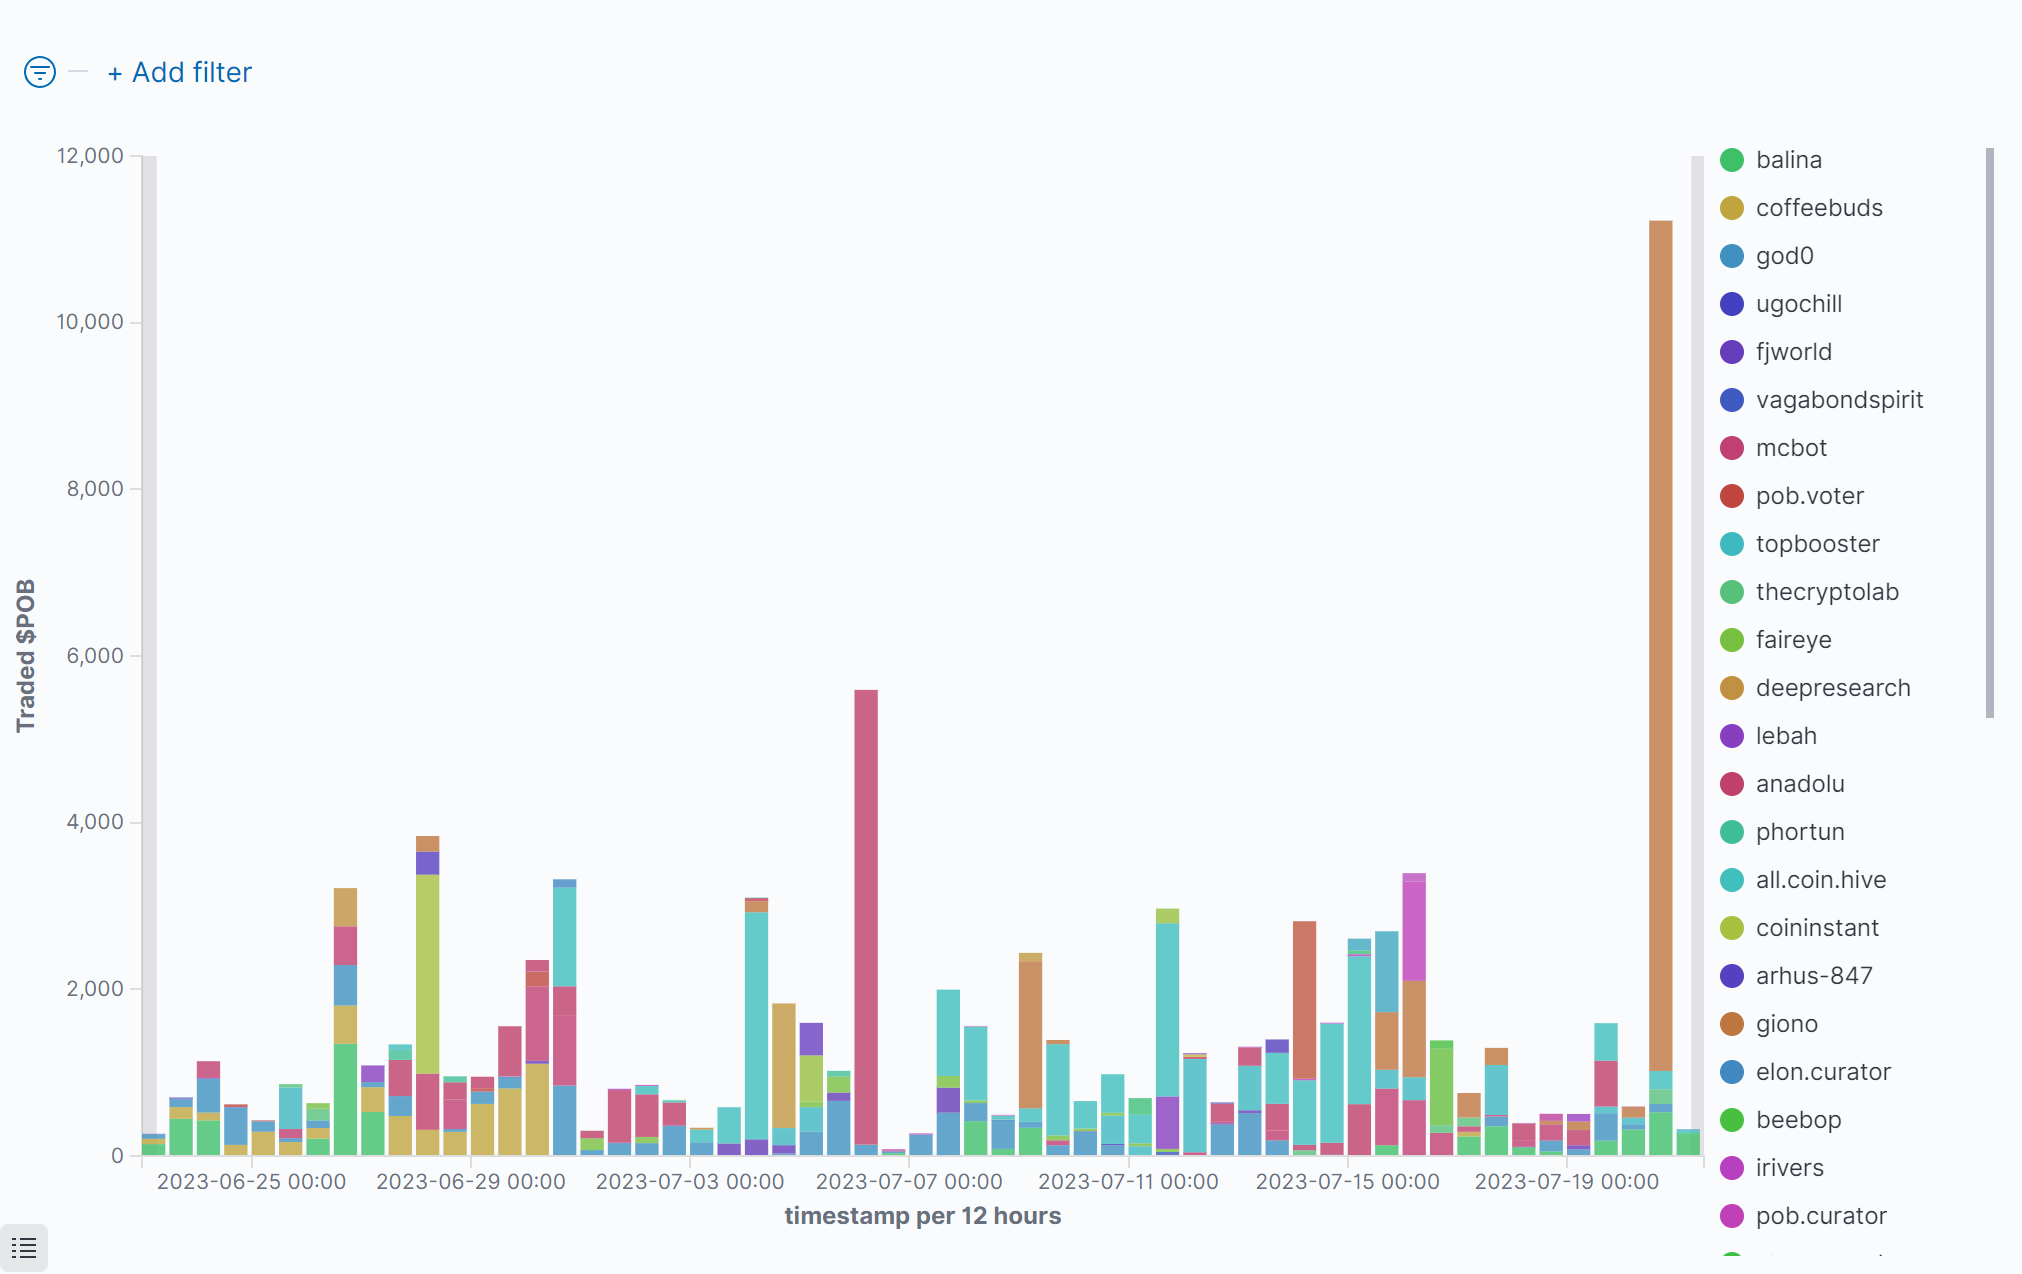 + Add filter
12,000
10,000
8,000
6,000
4,000
2,000
0
Traded $POB
2023-06-25 00:00
2023-06-29 00:00
2023-07-03 00:00
2023-07-07 00:00
2023-07-11 00:00
2023-07-15 00:00
2023-07-19 00:00
timestamp per 12 hours
balina
coffeebuds
god0
ugochill
fjworld
vagabondspirit
mcbot
pob.voter
topbooster
thecryptolab
faireye
deepresearch
lebah
anadolu
phortun
all.coin.hive
coininstant
arhus-847
giono
elon.curator
beebop
irivers
pob.curator